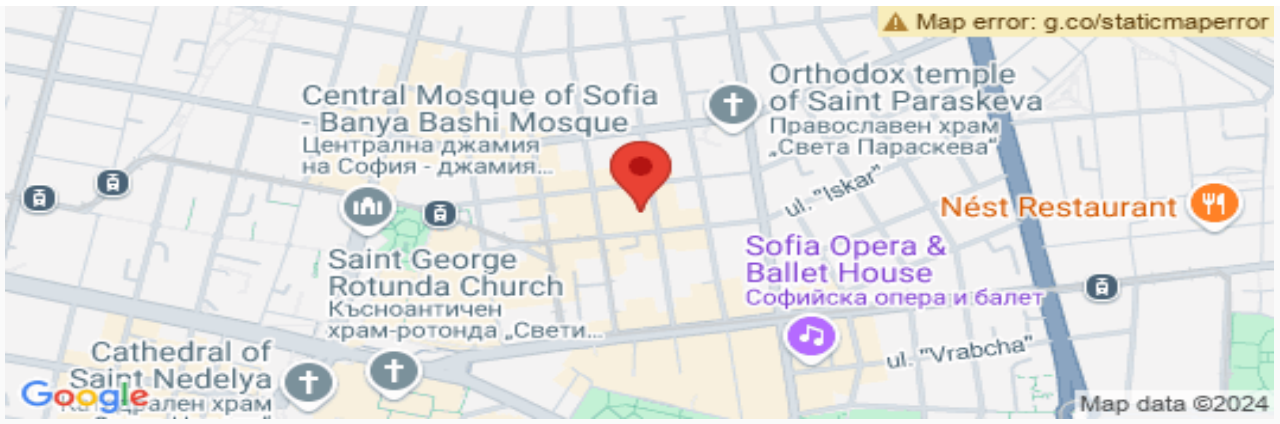 Map error: g.co/staticmaperror
Central Mosque of Sofia
- Banya Bashi Mosque
Централна джамия
на София - джамия...
Orthodox temple
of Saint Paraskeva
Православен храм
„Света Параскева“
ul. "Iskar"
Nést Restaurant
Saint George
Rotunda Church
Късноантичен
храм-ротонда „Свети...
Sofia Opera &
Ballet House
Софийска опера и балет
ul. "Vrabcha"
Cathedral of
Saint Nedelya
Катедрален храм
Google
Map data ©2024